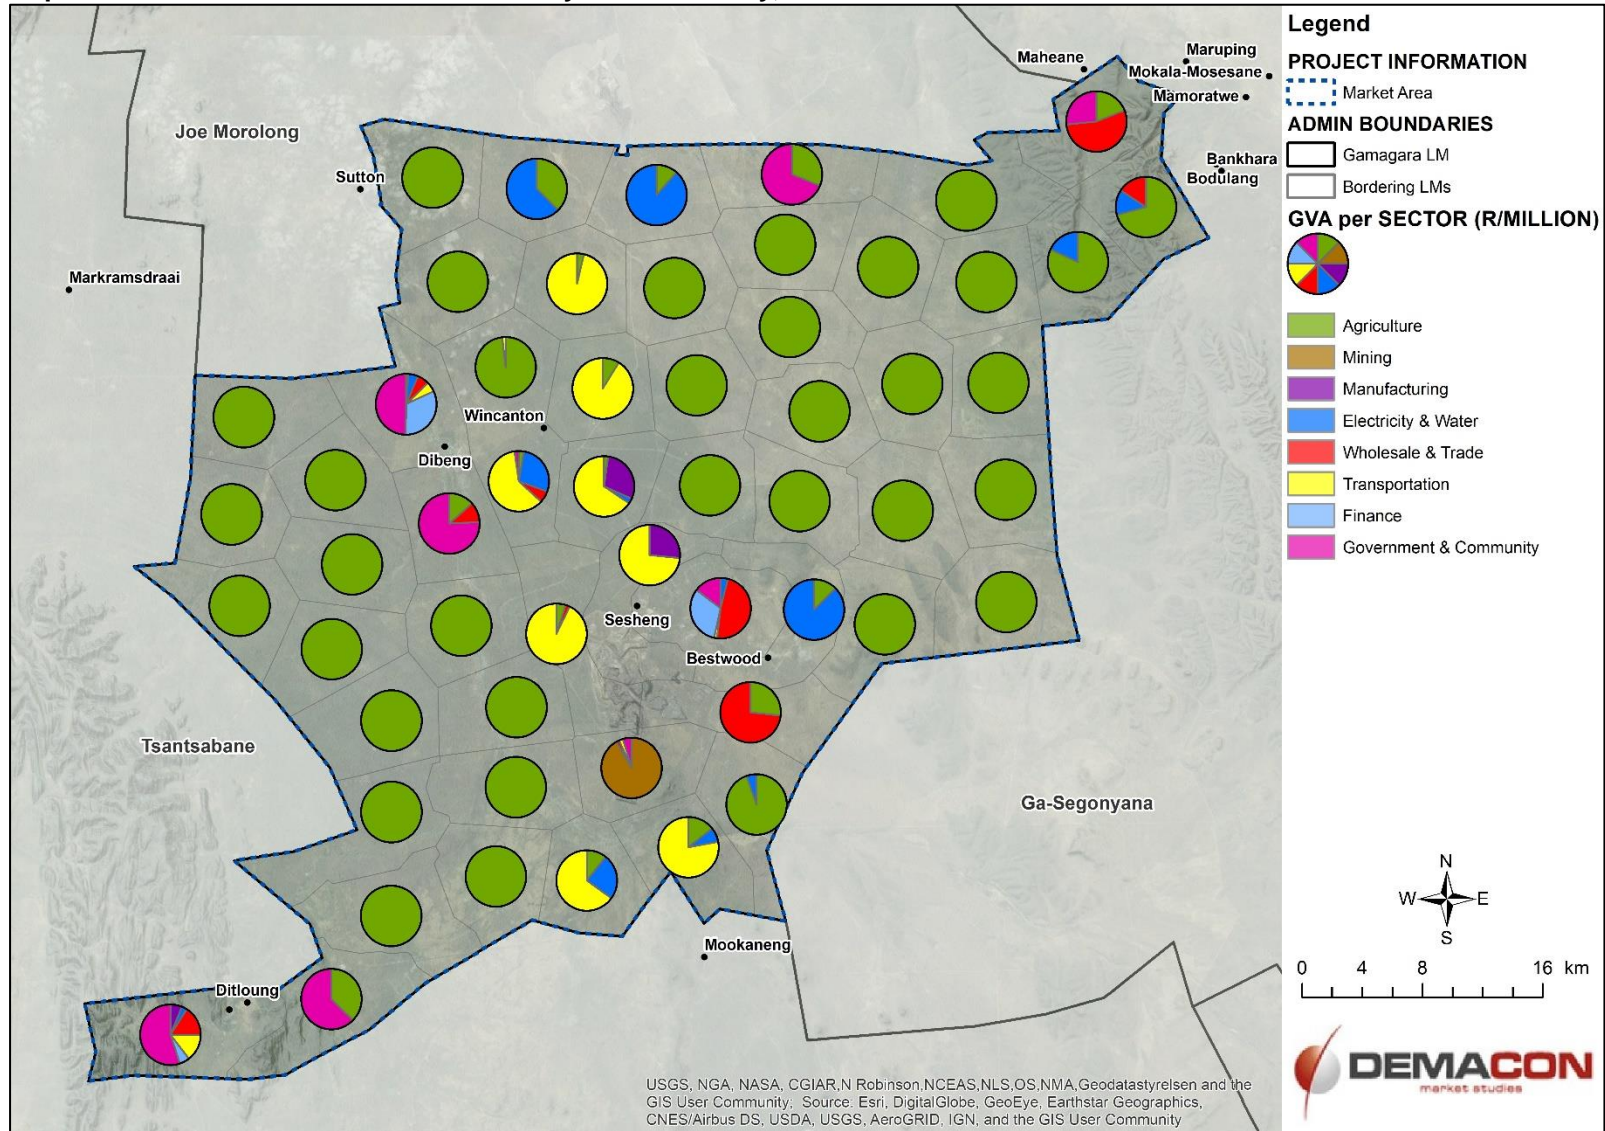 Legend
PROJECT INFORMATION
Market Area
ADMIN BOUNDARIES
Gamagara LM
Bordering LMs
GVA per SECTOR (R/MILLION)
Agriculture
Mining
Manufacturing
Electricity & Water
Wholesale & Trade
Transportation
Finance
Government & Community
Maheane
Maruping
Mokala-Mosesane
Mamoratwe
Joe Morolong
Bankhara
Bodulang
Sutton
Markramsdraai
Wincanton
Dibeng
Sesheng
Bestwood
Tsantsabane
Ga-Segonyana
Mookaneng
Ditloung
N
W E
S
0 4 8 16 km
DEMACON
market studies
USGS, NGA, NASA, CGIAR,N Robinson,NCEAS,NLS,OS,NMA,Geodatastyrelsen and the
GIS User Community; Source: Esri, DigitalGlobe, GeoEye, Earthstar Geographics,
CNES/Airbus DS, USDA, USGS, AeroGRID, IGN, and the GIS User Community